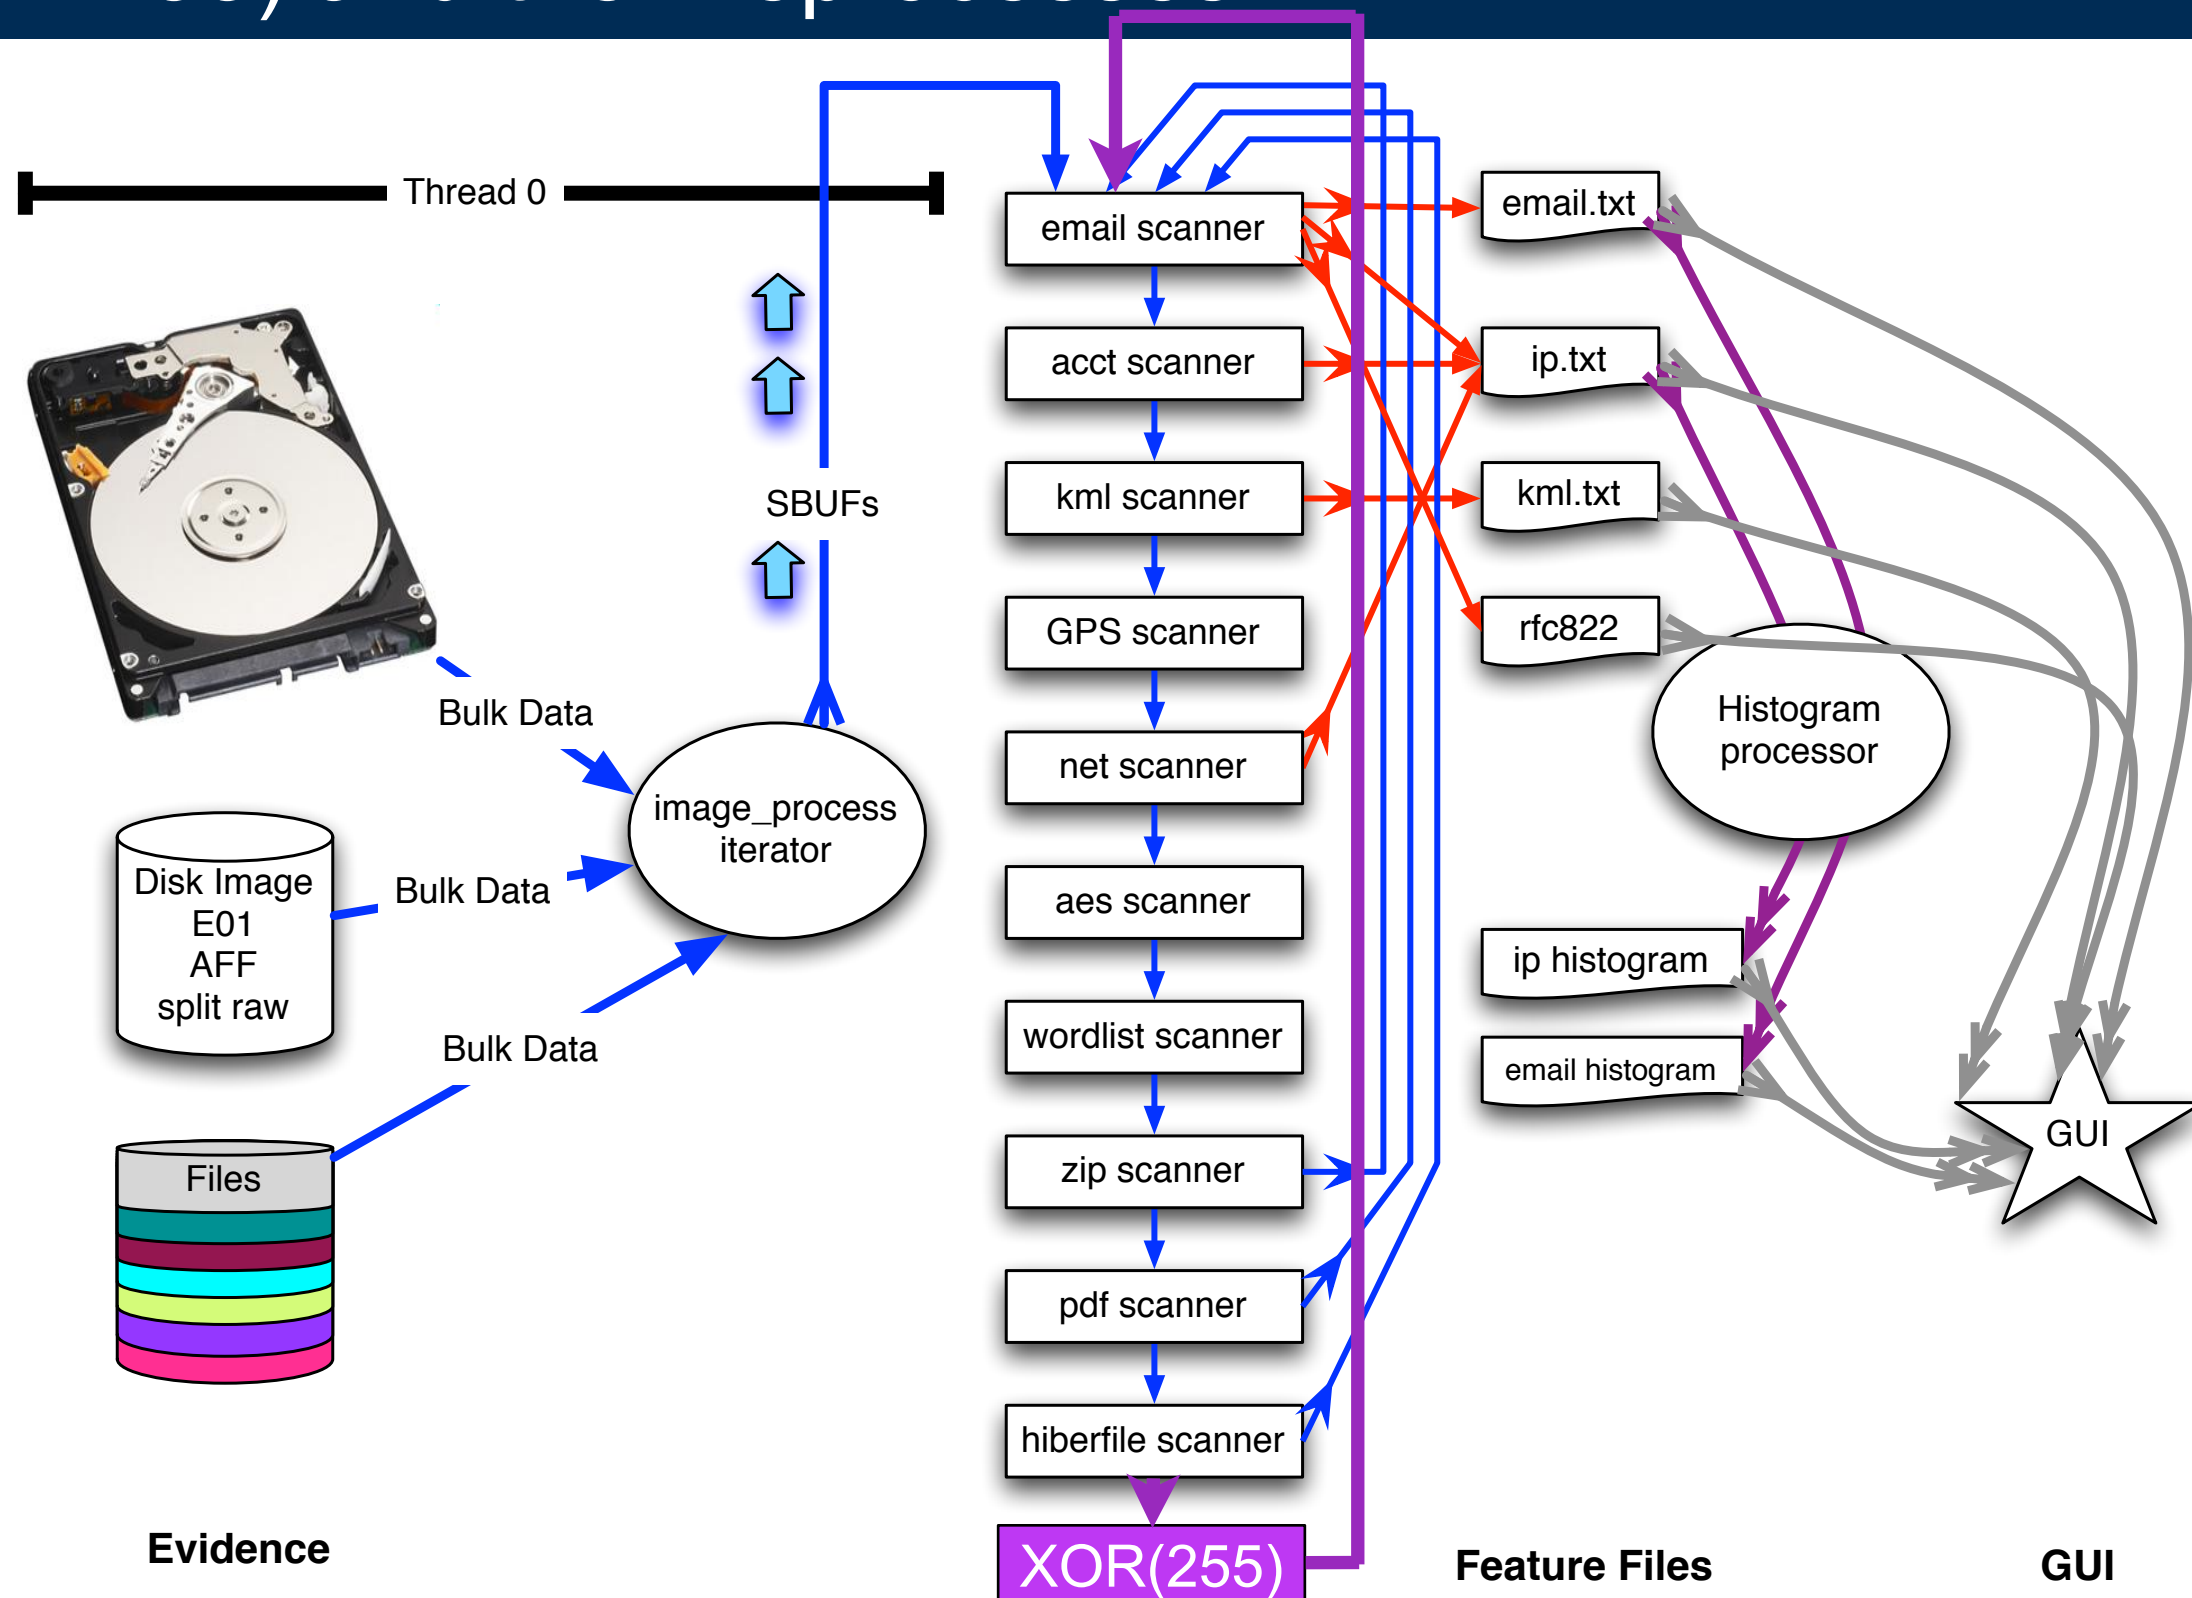 Thread 0
SBUFs
Bulk Data
image_process
iterator
Disk Image
E01
AFF
split raw
Bulk Data
Bulk Data
Files
Evidence
email scanner
acct scanner
kml scanner
GPS scanner
net scanner
aes scanner
wordlist scanner
zip scanner
pdf scanner
hiberfile scanner
XOR(255)
email.txt
ip.txt
kml.txt
rfc822
Histogram
processor
ip histogram
email histogram
Feature Files
GUI
GUI